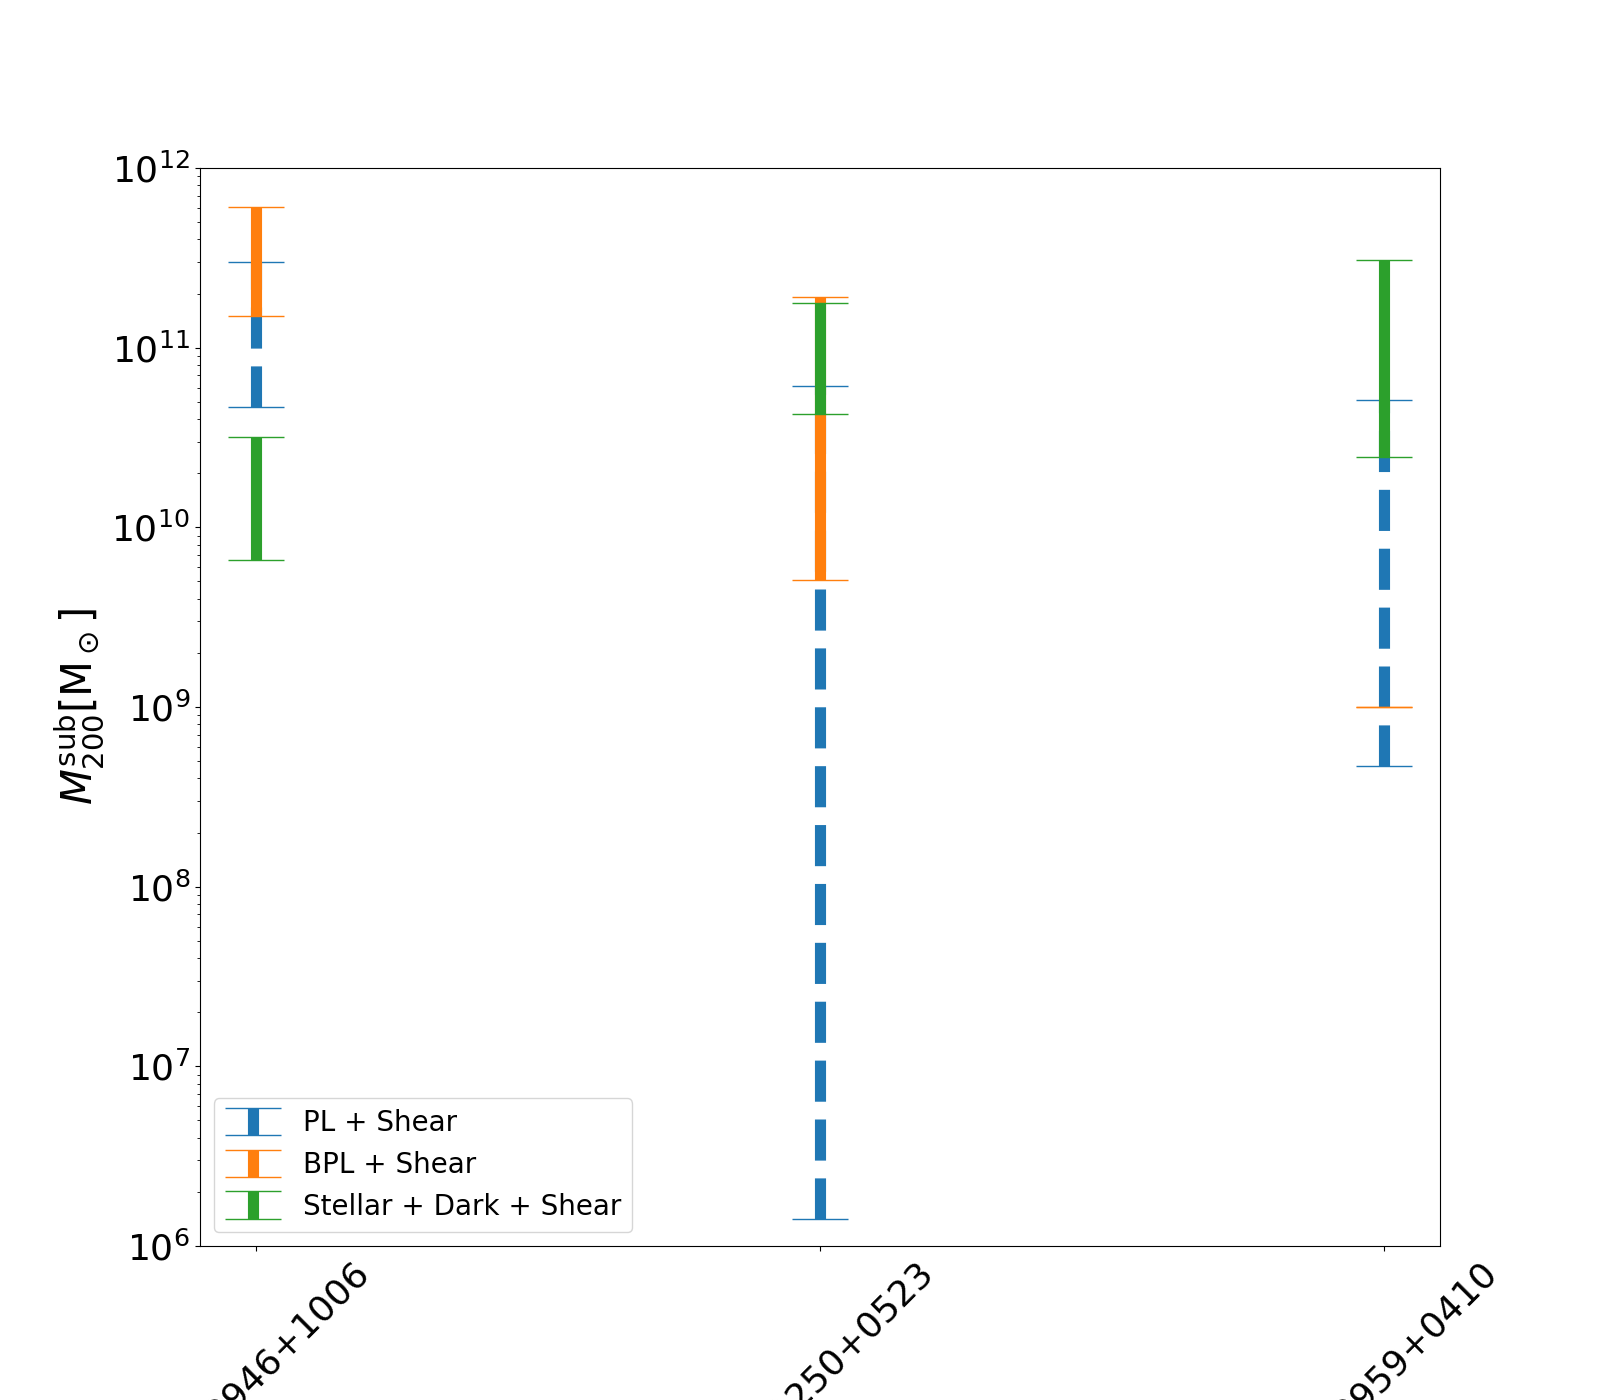 10^12
10^11
10^10
10^9
10^8
10^7
10^6
M_200^sub[M_⊙]
PL + Shear
BPL + Shear
Stellar + Dark + Shear
946+1006
250+0523
959+0410